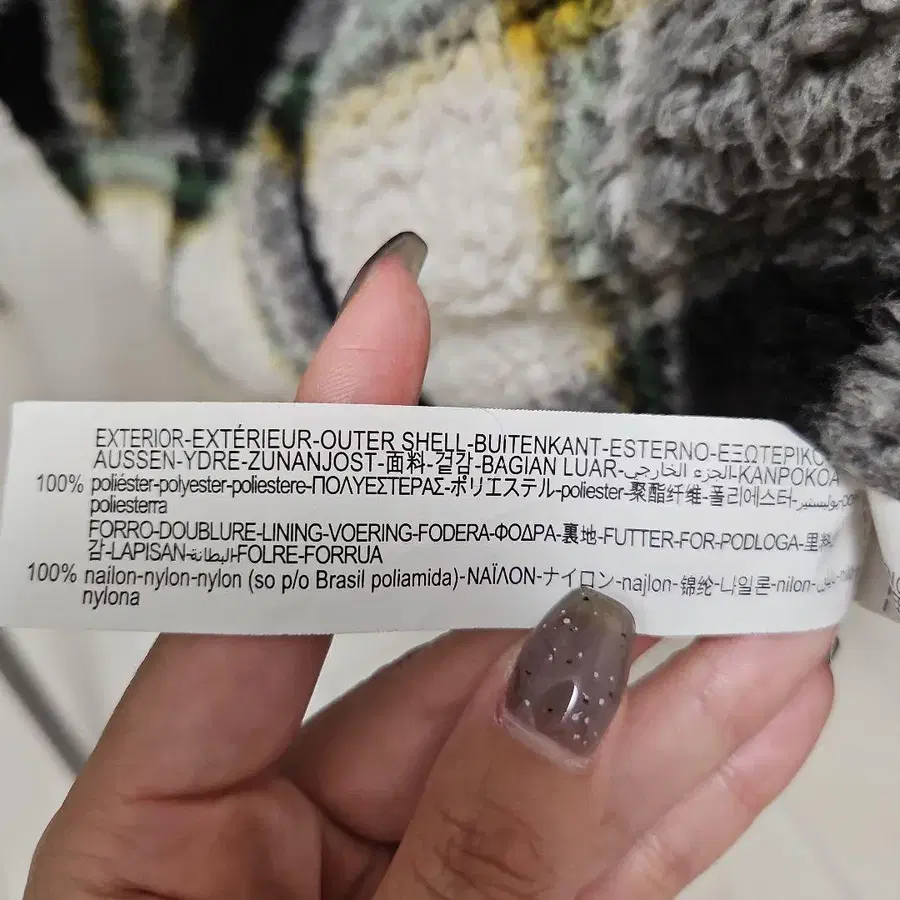 EXTERIOR-EXTÉRIEUR-OUTER SHELL-BUITENKANT-ESTERNO-ΕΞΩΤΕΡΙΚΟ
AUSSEN-YDRE-ZUNANJOST-面料-겉감-BAGIAN LUAR-الجزء الخارجي-KANPOKOA
100% poliéster-polyester-poliestere-ΠΟΛΥΕΣΤΕΡΑΣ-ポリエステル-poliester-聚酯纤维-폴리에스터-بوليستير
poliesterra
FORRO-DOUBLURE-LINING-VOERING-FODERA-ΦΟΔΡΑ-裏地-FUTTER-FOR-PODLOGA-里料
감-LAPISAN-البطانة-FOLRE-FORRUA
100% nailon-nylon-nylon (so p/o Brasil poliamida)-ΝΑΪΛΟΝ-ナイロン-najlon-锦纶-나일론-nilon-
nylona